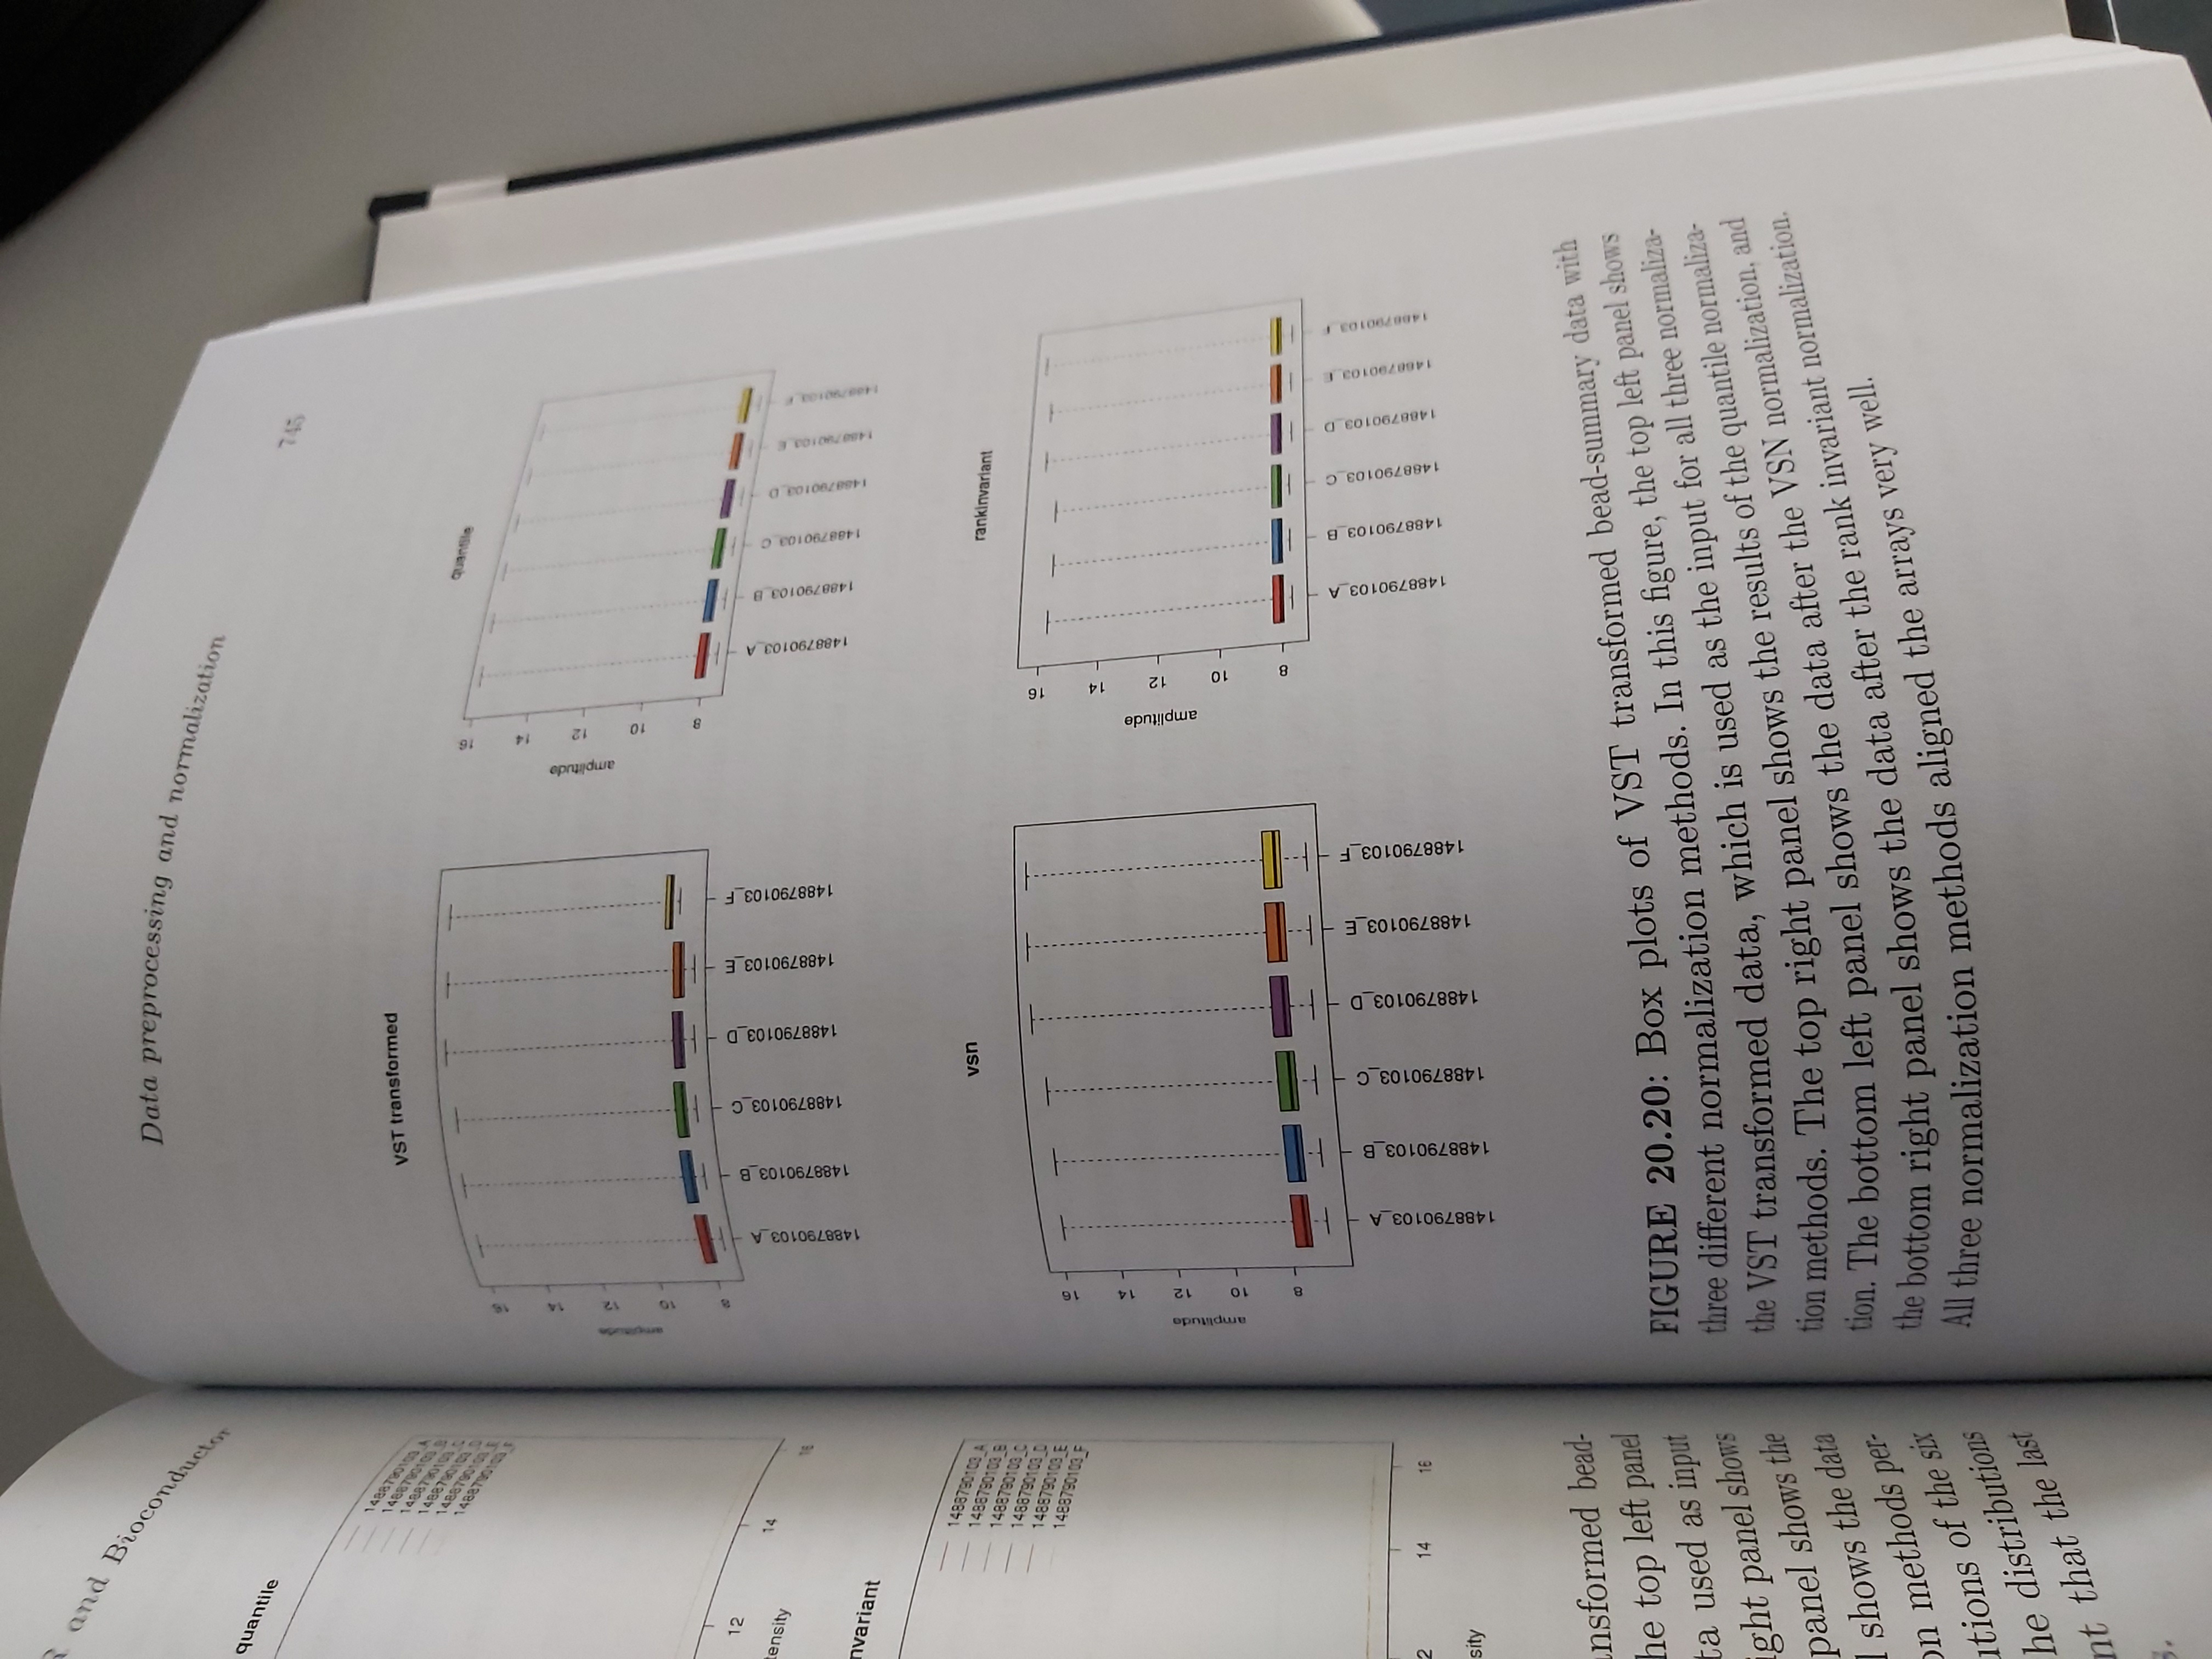 R and Bioconductor
quantile
1488790103_A
1488790103_B
1488790103_C
1488790103_D
1488790103_E
1488790103_F
12
14
16
tensity
nvariant
1488790103_A
1488790103_B
1488790103_C
1488790103_D
1488790103_E
1488790103_F
2
14
16
sity
ansformed bead-
he top left panel
ta used as input
ight panel shows
panel shows the
l shows the data
on methods per-
utions of the six
he distributions
nt that the last
s.
Data preprocessing and normalization
745
VST transformed
amplitude
16
14
12
10
8
1488790103_A
1488790103_B
1488790103_C
1488790103_D
1488790103_E
1488790103_F
quantile
amplitude
16
14
12
10
8
1488790103_A
1488790103_B
1488790103_C
1488790103_D
1488790103_E
1488790103_F
vsn
amplitude
16
14
12
10
8
1488790103_A
1488790103_B
1488790103_C
1488790103_D
1488790103_E
1488790103_F
rankinvariant
amplitude
16
14
12
10
8
1488790103_A
1488790103_B
1488790103_C
1488790103_D
1488790103_E
1488790103_F
FIGURE 20.20: Box plots of VST transformed bead-summary data with
three different normalization methods. In this figure, the top left panel shows
the VST transformed data, which is used as the input for all three normaliza-
tion methods. The top right panel shows the results of the quantile normaliza-
tion. The bottom left panel shows the data after the VSN normalization, and
the bottom right panel shows the data after the rank invariant normalization.
All three normalization methods aligned the arrays very well.